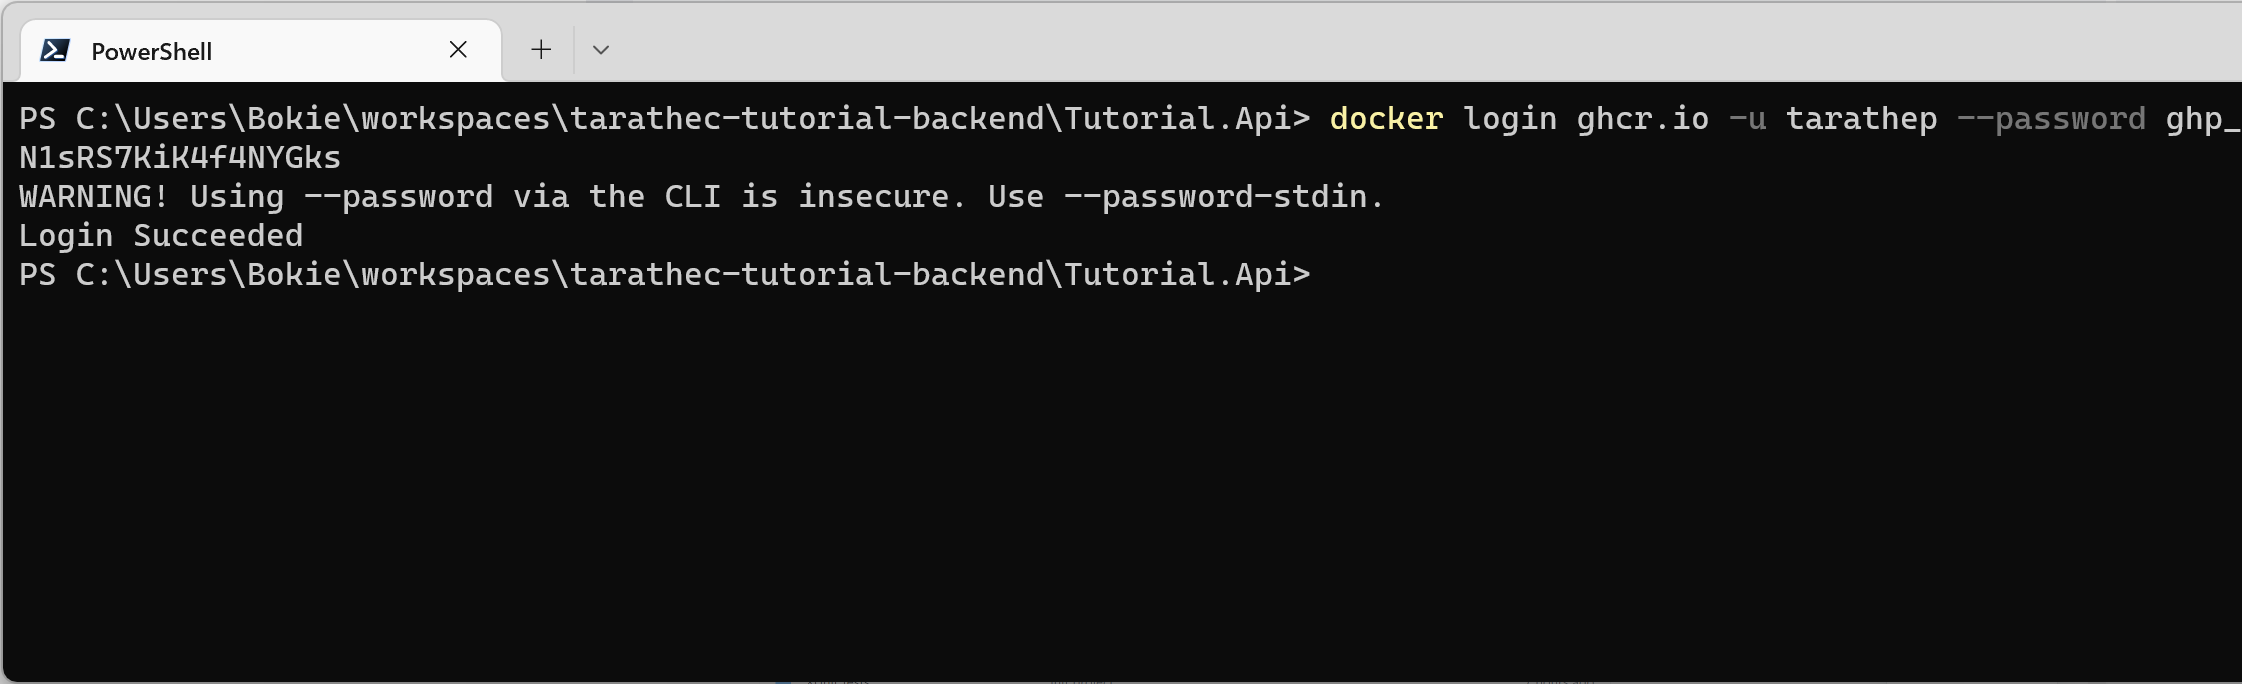 PowerShell
PS C:\Users\Bokie\workspaces\tarathec-tutorial-backend\Tutorial.Api> docker login ghcr.io -u tarathep --password ghp_
N1sRS7KiK4f4NYGks
WARNING! Using --password via the CLI is insecure. Use --password-stdin.
Login Succeeded
PS C:\Users\Bokie\workspaces\tarathec-tutorial-backend\Tutorial.Api>